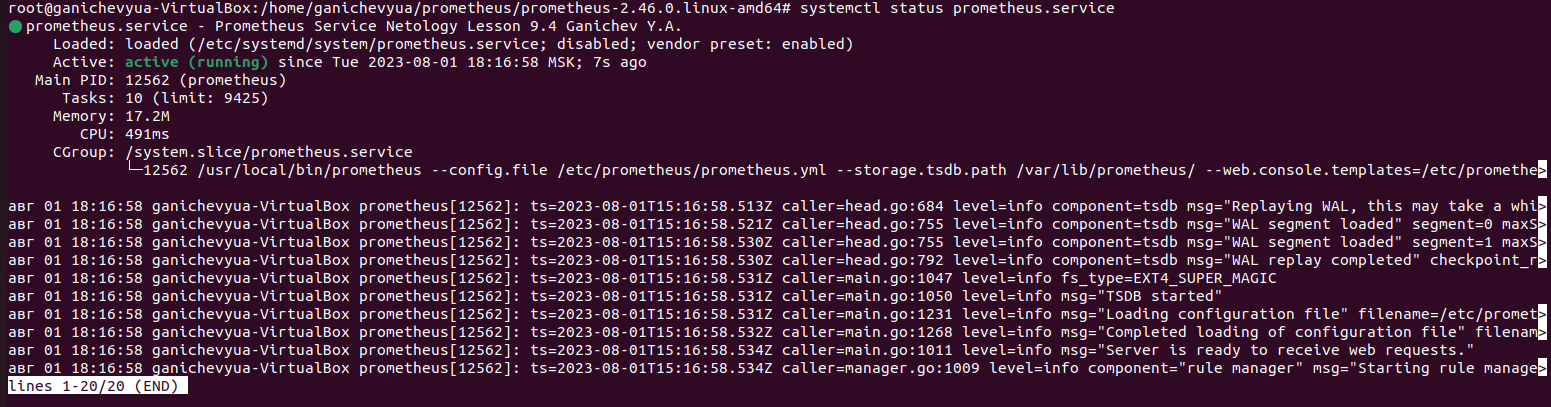 root@ganichevyua-VirtualBox:/home/ganichevyua/prometheus/prometheus-2.46.0.linux-amd64# systemctl status prometheus.service
● prometheus.service - Prometheus Service Netology Lesson 9.4 Ganichev Y.A.
Loaded: loaded (/etc/systemd/system/prometheus.service; disabled; vendor preset: enabled)
Active: active (running) since Tue 2023-08-01 18:16:58 MSK; 7s ago
Main PID: 12562 (prometheus)
Tasks: 10 (limit: 9425)
Memory: 17.2M
CPU: 491ms
CGroup: /system.slice/prometheus.service
└─12562 /usr/local/bin/prometheus --config.file /etc/prometheus/prometheus.yml --storage.tsdb.path /var/lib/prometheus/ --web.console.templates=/etc/promethe>
авг 01 18:16:58 ganichevyua-VirtualBox prometheus[12562]: ts=2023-08-01T15:16:58.513Z caller=head.go:684 level=info component=tsdb msg="Replaying WAL, this may take a whi>
авг 01 18:16:58 ganichevyua-VirtualBox prometheus[12562]: ts=2023-08-01T15:16:58.521Z caller=head.go:755 level=info component=tsdb msg="WAL segment loaded" segment=0 maxS>
авг 01 18:16:58 ganichevyua-VirtualBox prometheus[12562]: ts=2023-08-01T15:16:58.530Z caller=head.go:755 level=info component=tsdb msg="WAL segment loaded" segment=1 maxS>
авг 01 18:16:58 ganichevyua-VirtualBox prometheus[12562]: ts=2023-08-01T15:16:58.530Z caller=head.go:792 level=info component=tsdb msg="WAL replay completed" checkpoint_r>
авг 01 18:16:58 ganichevyua-VirtualBox prometheus[12562]: ts=2023-08-01T15:16:58.531Z caller=main.go:1047 level=info fs_type=EXT4_SUPER_MAGIC
авг 01 18:16:58 ganichevyua-VirtualBox prometheus[12562]: ts=2023-08-01T15:16:58.531Z caller=main.go:1050 level=info msg="TSDB started"
авг 01 18:16:58 ganichevyua-VirtualBox prometheus[12562]: ts=2023-08-01T15:16:58.531Z caller=main.go:1231 level=info msg="Loading configuration file" filename=/etc/promet>
авг 01 18:16:58 ganichevyua-VirtualBox prometheus[12562]: ts=2023-08-01T15:16:58.532Z caller=main.go:1268 level=info msg="Completed loading of configuration file" filenam>
авг 01 18:16:58 ganichevyua-VirtualBox prometheus[12562]: ts=2023-08-01T15:16:58.534Z caller=main.go:1011 level=info msg="Server is ready to receive web requests."
авг 01 18:16:58 ganichevyua-VirtualBox prometheus[12562]: ts=2023-08-01T15:16:58.534Z caller=manager.go:1009 level=info component="rule manager" msg="Starting rule manage>
lines 1-20/20 (END)